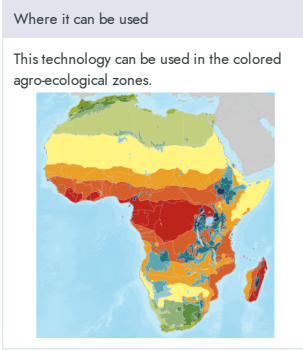 Where it can be used
This technology can be used in the colored
agro-ecological zones.